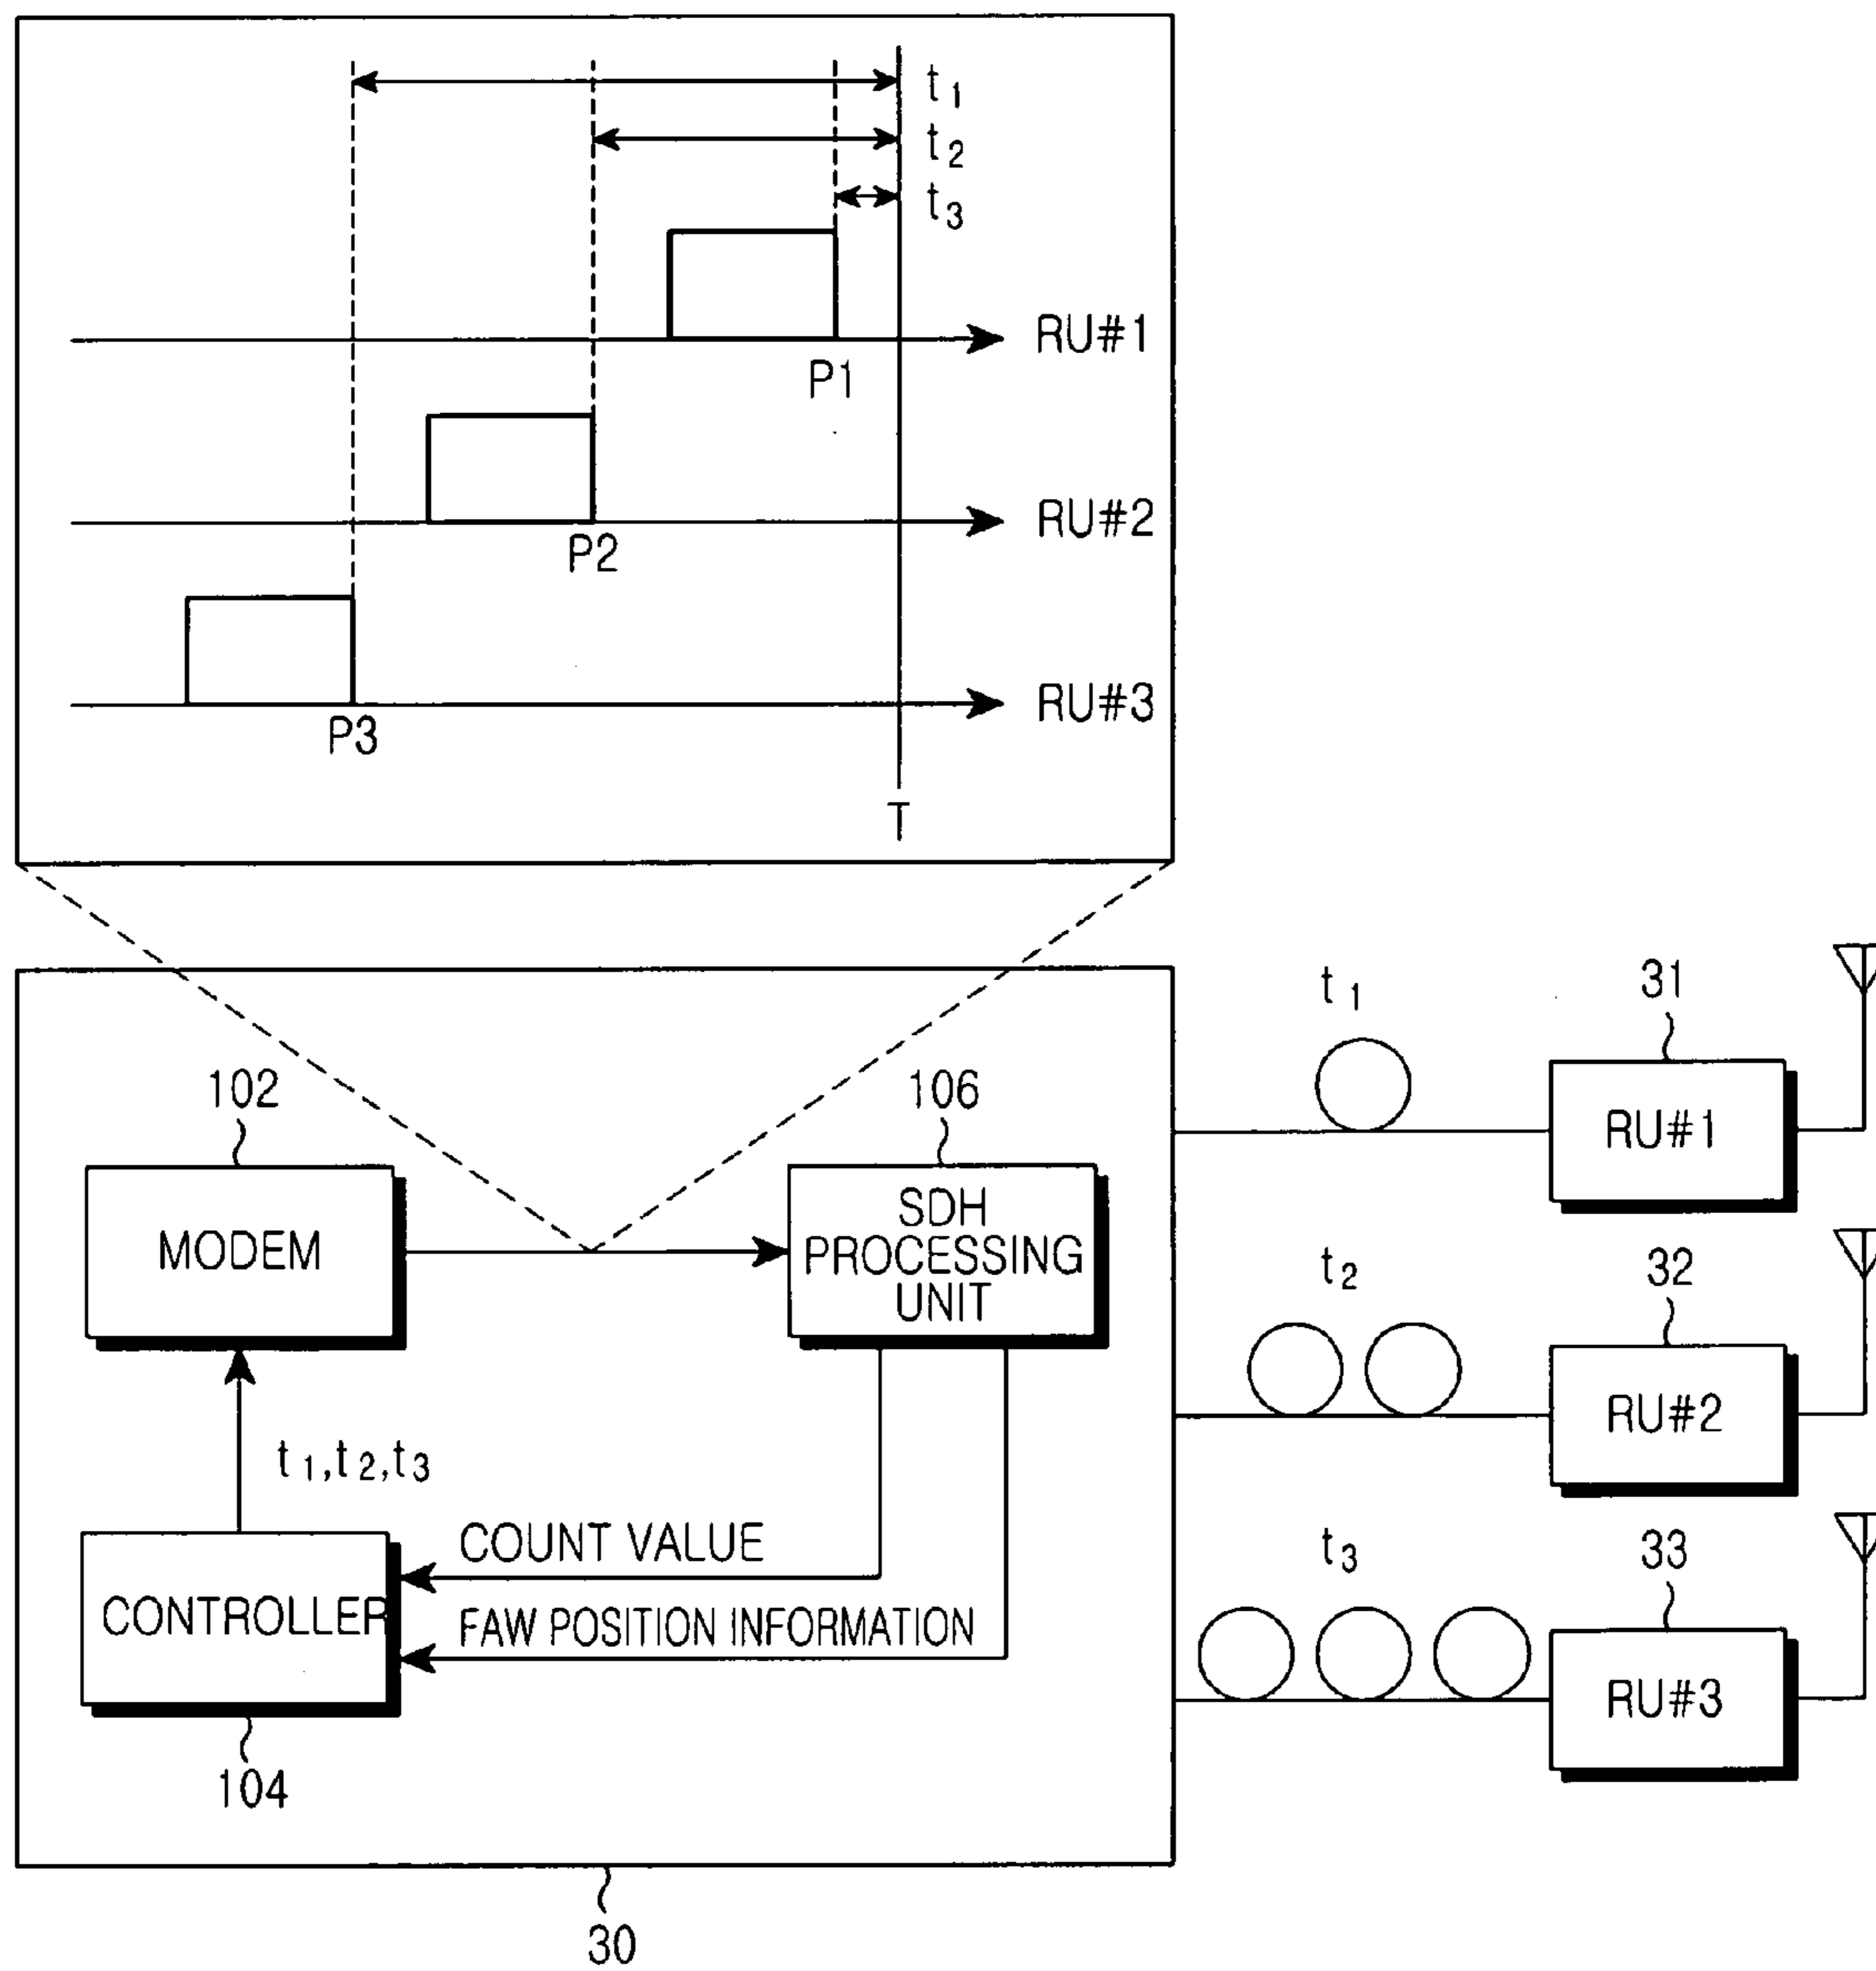 t1
t2
t3
RU#1
P1
RU#2
P2
RU#3
P3
T
t1
31
RU#1
102
106
MODEM
SDH
PROCESSING
UNIT
t2
32
RU#2
t1,t2,t3
COUNT VALUE
CONTROLLER
FAW POSITION INFORMATION
t3
33
RU#3
104
30